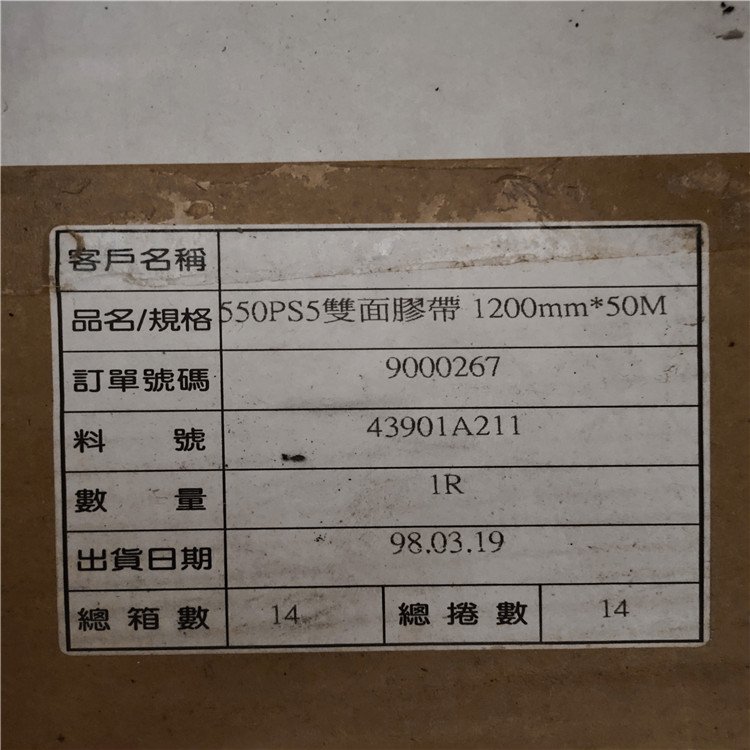 客戶名稱
品名/規格 550PS5雙面膠帶 1200mm*50M
訂單號碼 9000267
料號 43901A211
數量 1R
出貨日期 98.03.19
總箱數 14 總捲數 14